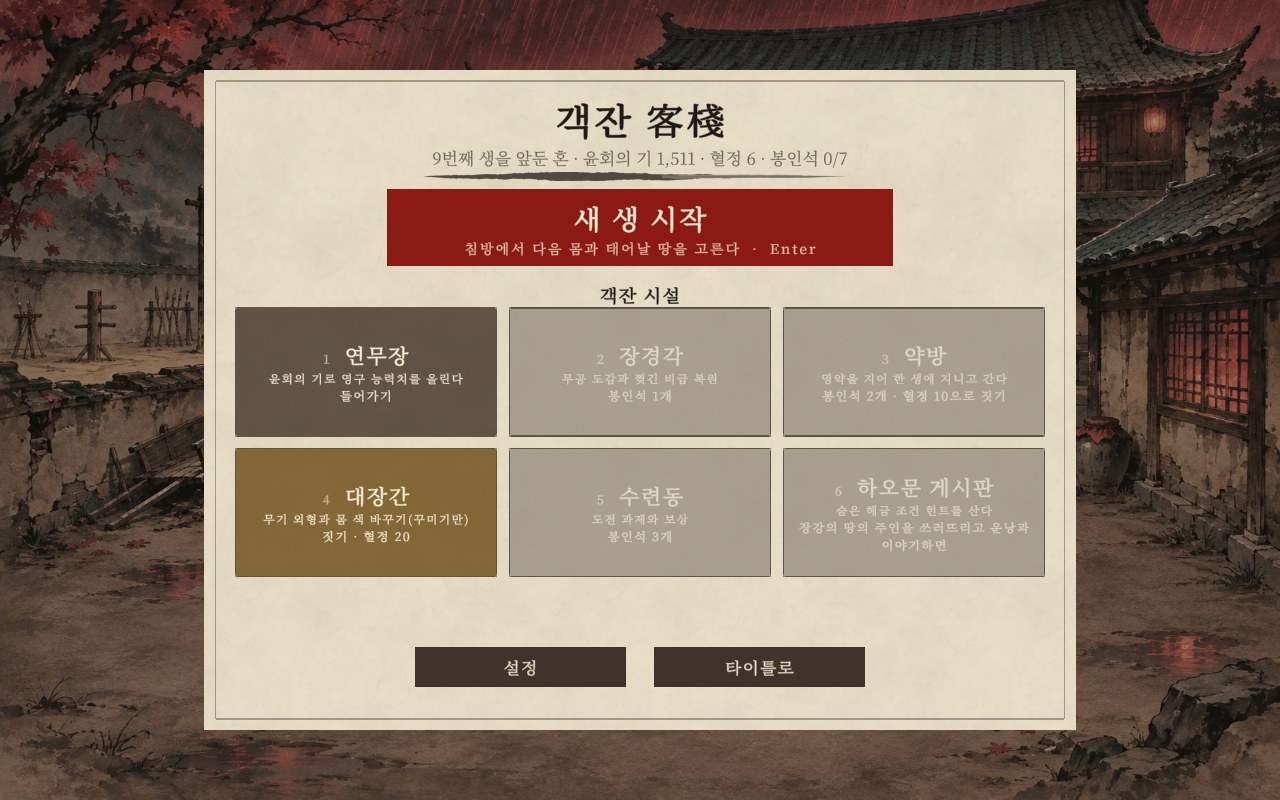 객잔 客棧
9번째 생을 앞둔 혼 · 윤회의 기 1,511 · 혈정 6 · 봉인석 0/7
새 생 시작
침방에서 다음 몸과 태어날 땅을 고른다 · Enter
객잔 시설
1 연무장
윤회의 기로 영구 능력치를 올린다
들어가기
2 장경각
무공 도감과 찢긴 비급 복원
봉인석 1개
3 약방
영약을 지어 한 생에 지니고 간다
봉인석 2개 · 혈정 10으로 짓기
4 대장간
무기 외형과 몸 색 바꾸기(꾸미기만)
짓기 · 혈정 20
5 수련동
도전 과제와 보상
봉인석 3개
6 하오문 게시판
숨은 해금 조건 힌트를 산다
장강의 땅의 주인을 쓰러뜨리고 운낭과
이야기하면
설정
타이틀로